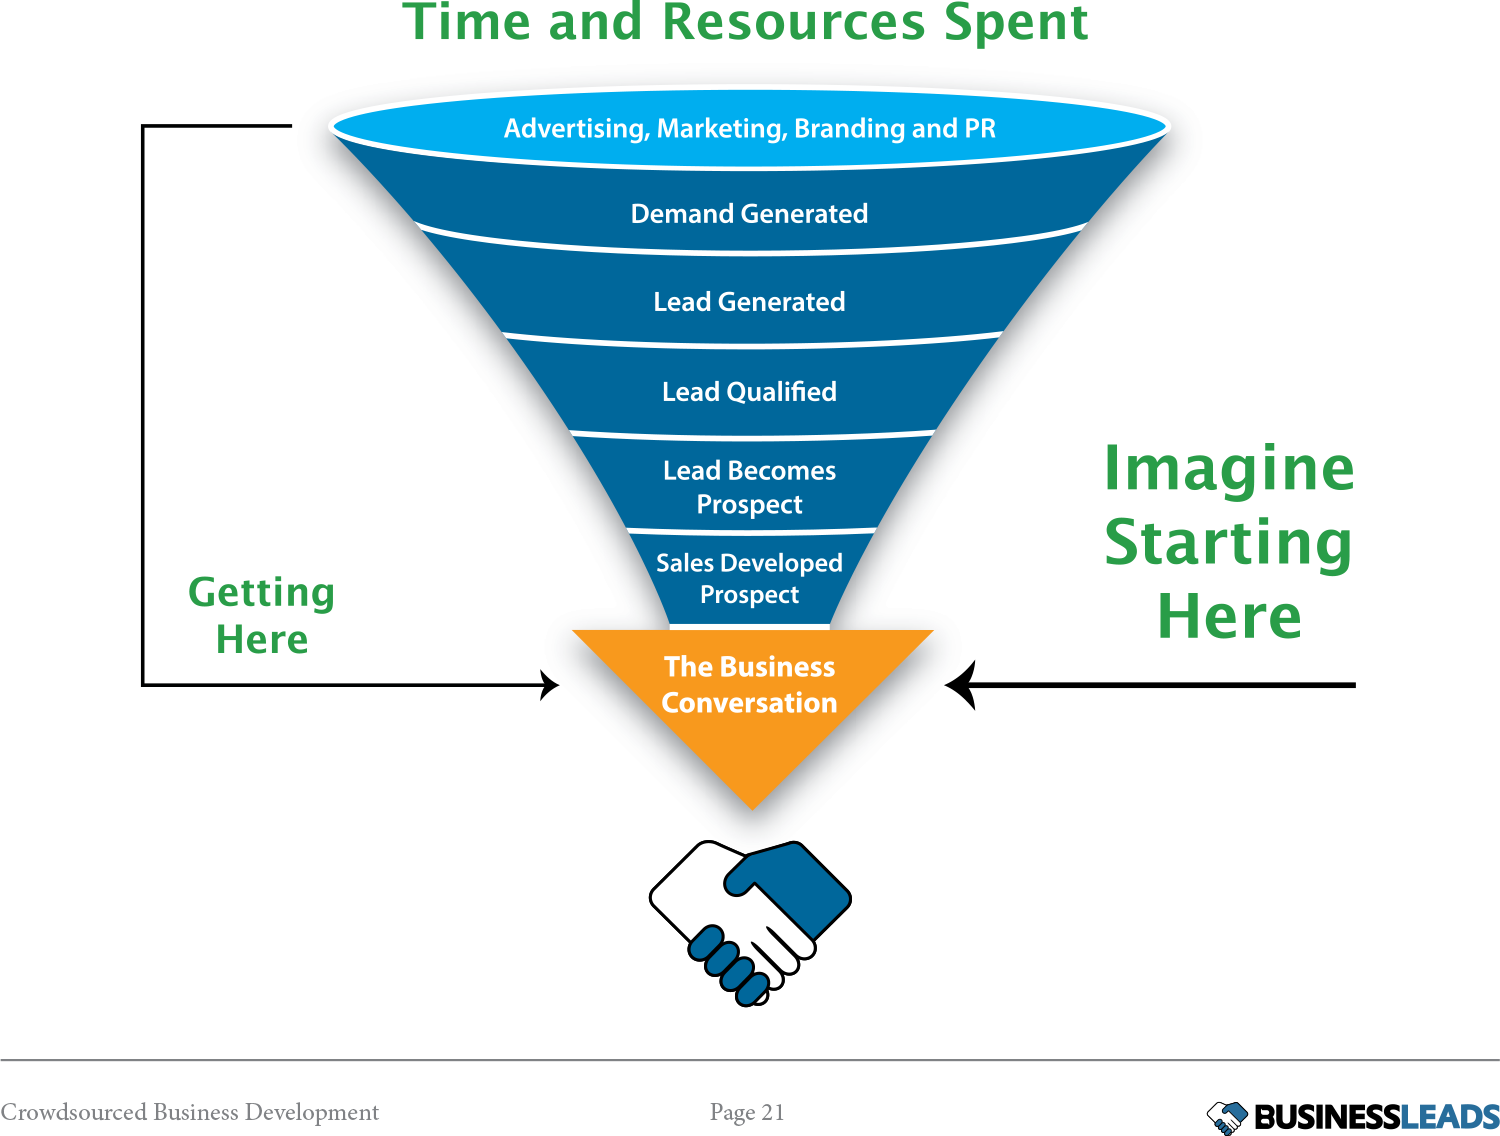 Time and Resources Spent
Advertising, Marketing, Branding and PR
Demand Generated
Lead Generated
Lead Qualified
Lead Becomes
Prospect
Sales Developed
Prospect
The Business
Conversation
Getting
Here
Imagine
Starting
Here
Crowdsourced Business Development
Page 21
BUSINESSLEADS